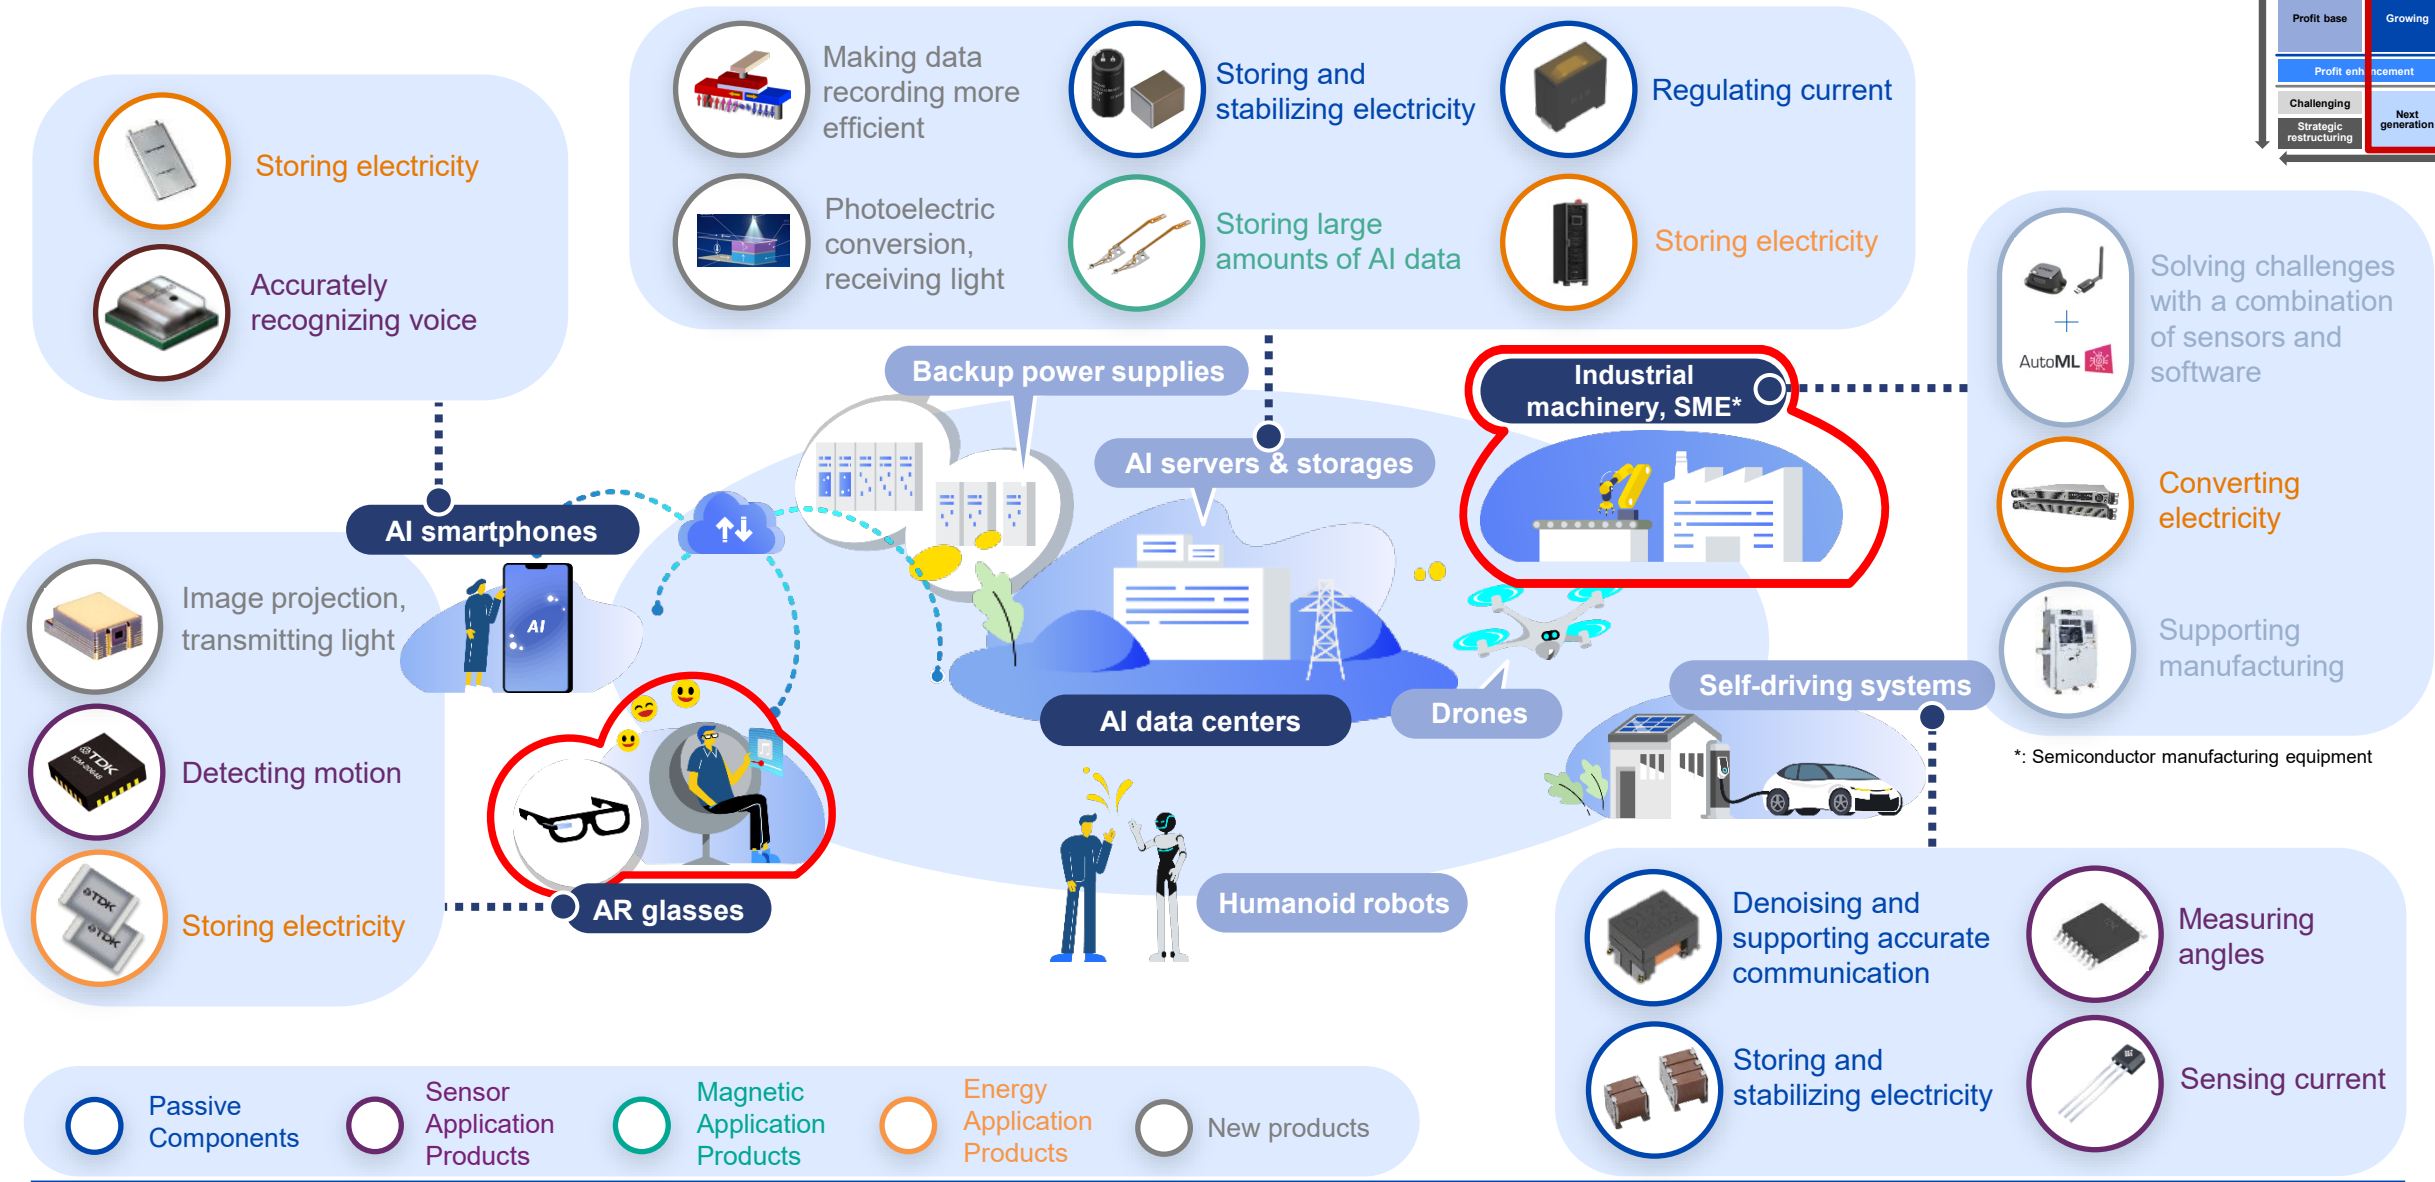 Profit base
Growing
Profit enhancement
Challenging
Strategic
restructuring
Next
generation
Making data
recording more
efficient
Storing and
stabilizing electricity
Regulating current
Photoelectric
conversion,
receiving light
Storing large
amounts of AI data
Storing electricity
Storing electricity
Accurately
recognizing voice
Solving challenges
with a combination
of sensors and
software
AutoML
Converting
electricity
Supporting
manufacturing
*: Semiconductor manufacturing equipment
Backup power supplies
Industrial
machinery, SME*
AI servers & storages
AI smartphones
AI
Image projection,
transmitting light
TDK
ICM-20648
Detecting motion
TDK
TDK
Storing electricity
AR glasses
AI data centers
Drones
Self-driving systems
Humanoid robots
Denoising and
supporting accurate
communication
Measuring
angles
Storing and
stabilizing electricity
Sensing current
Passive
Components
Sensor
Application
Products
Magnetic
Application
Products
Energy
Application
Products
New products